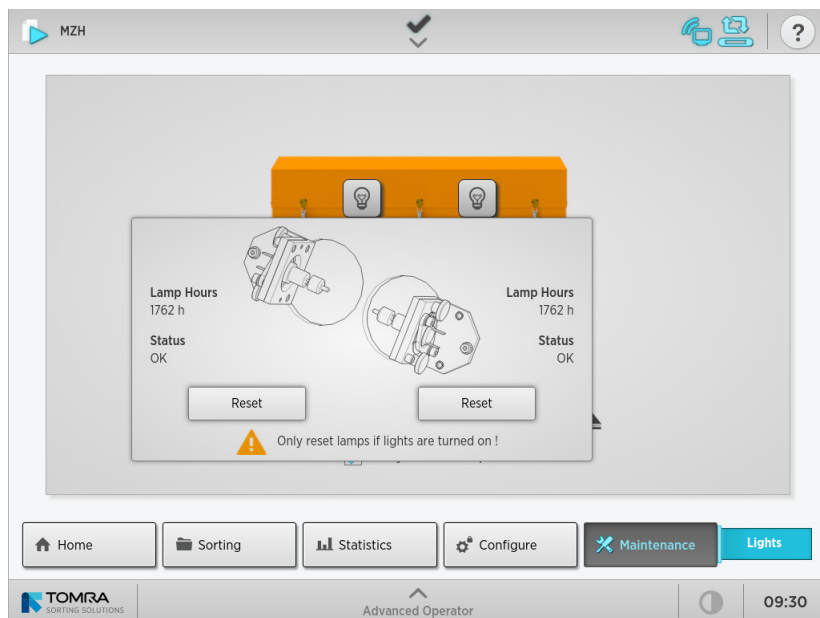 MZH
?
Lamp Hours
1762 h
Status
OK
Lamp Hours
1762 h
Status
OK
Reset
Reset
Only reset lamps if lights are turned on !
Home
Sorting
Statistics
Configure
Maintenance
Lights
TOMRA
SORTING SOLUTIONS
Advanced Operator
09:30